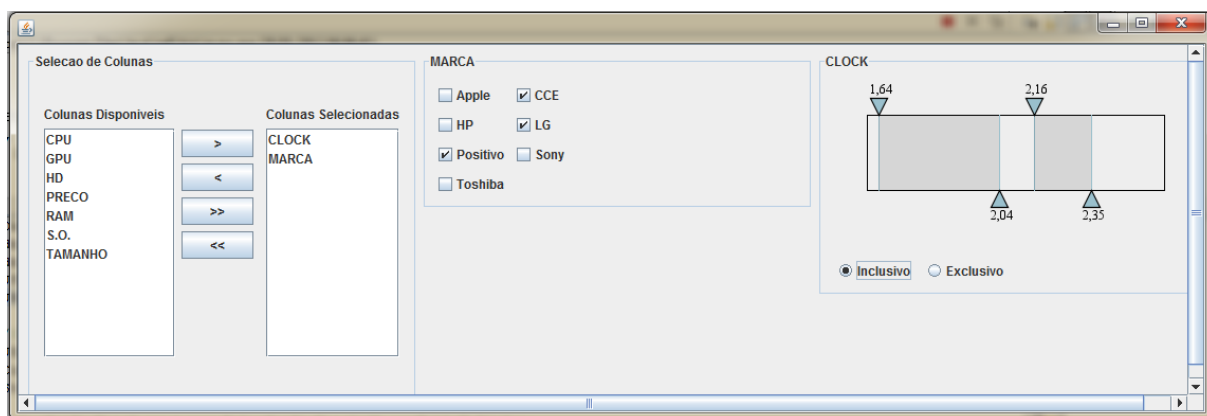 Selecao de Colunas
Colunas Disponiveis
CPU
GPU
HD
PRECO
RAM
S.O.
TAMANHO
>
<
>>
<<
Colunas Selecionadas
CLOCK
MARCA
MARCA
Apple CCE
HP LG
Positivo Sony
Toshiba
CLOCK
1,64 2,16
2,04 2,35
Inclusivo Exclusivo